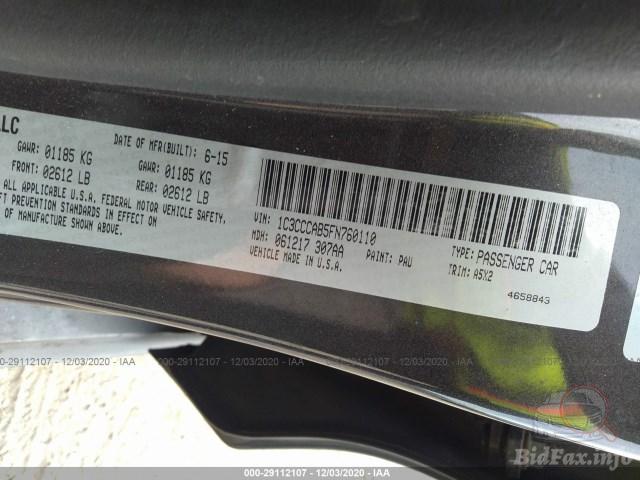 LLC
DATE OF MFR(BUILT): 6-15
GAWR: 01185 KG GAWR: 01185 KG
FRONT: 02612 LB REAR: 02612 LB
ALL APPLICABLE U.S.A. FEDERAL MOTOR VEHICLE SAFETY,
PREVENTION STANDARDS IN EFFECT
OF MANUFACTURE SHOWN ABOVE.
VIN: 1C3CCCAB5FN760110
MDH: 061217 307AA PAINT: PAU
VEHICLE MADE IN U.S.A.
TYPE: PASSENGER CAR
TRIM: A5X2
4658843
000-29112107 - 12/03/2020 - IAA
000-29112107 - 12/03/2020 - IAA
000-29112107 - 12/03/2020 - IAA
000-29112107 - 12/03/2020 - IAA
BidFax.info